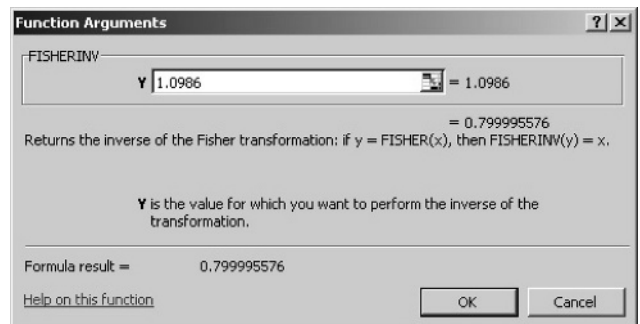 Function Arguments
FISHERINV
Y 1.0986 = 1.0986
= 0.799995576
Returns the inverse of the Fisher transformation: if y = FISHER(x), then FISHERINV(y) = x.
Y is the value for which you want to perform the inverse of the
transformation.
Formula result = 0.799995576
Help on this function OK Cancel